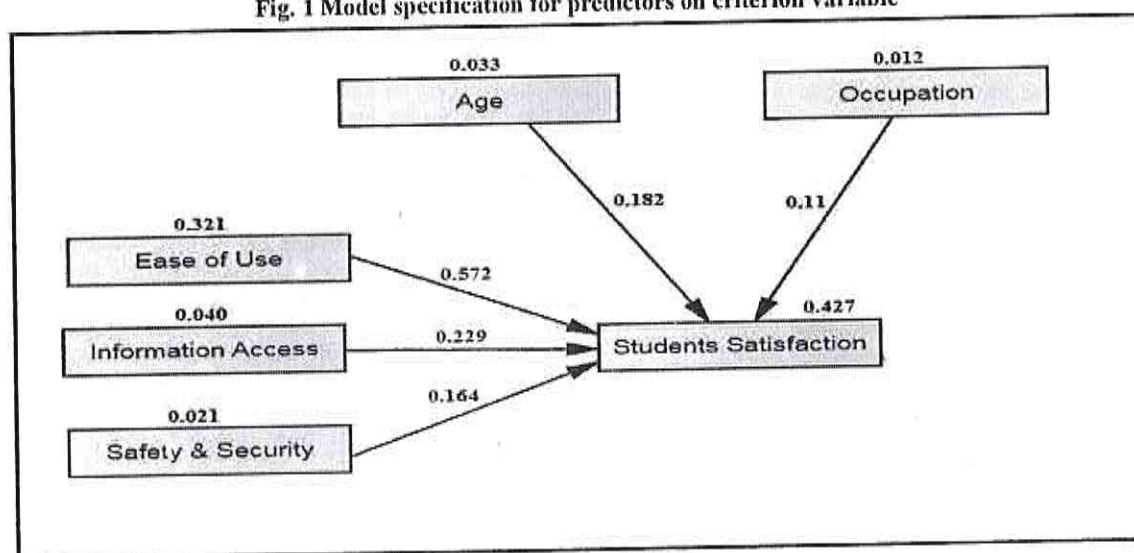 Fig. 1 Model specification for predictors on criterion variable
0.033
Age
0.012
Occupation
0.182
0.11
0.321
Ease of Use
0.572
0.427
Students Satisfaction
0.040
Information Access
0.229
0.164
0.021
Safety & Security